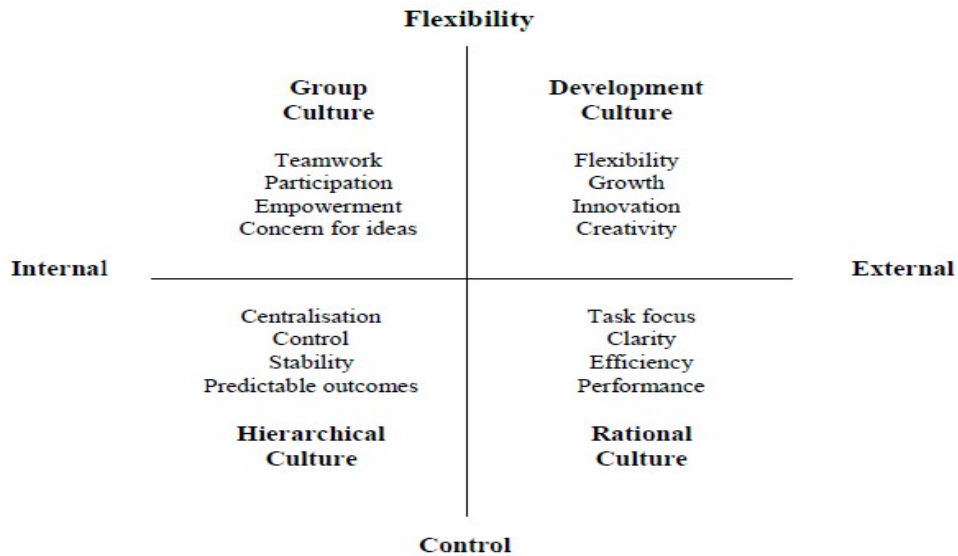 Flexibility
Group
Culture
Teamwork
Participation
Empowerment
Concern for ideas
Development
Culture
Flexibility
Growth
Innovation
Creativity
Internal
External
Centralisation
Control
Stability
Predictable outcomes
Hierarchical
Culture
Task focus
Clarity
Efficiency
Performance
Rational
Culture
Control